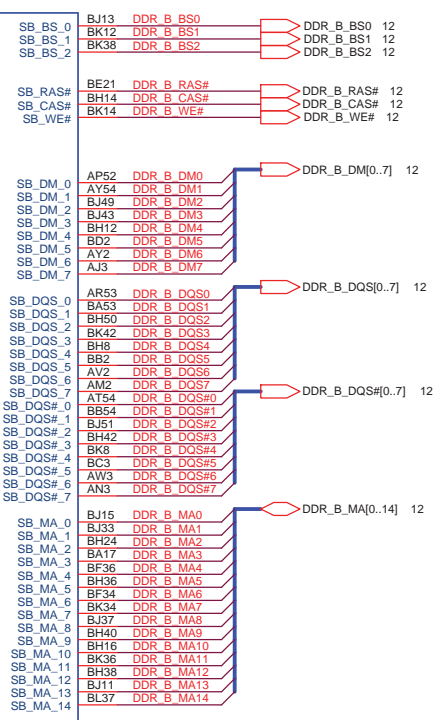 SB_BS_0 BJ13 DDR_B_BS0 DDR_B_BS0 12
SB_BS_1 BK12 DDR_B_BS1 DDR_B_BS1 12
SB_BS_2 BK38 DDR_B_BS2 DDR_B_BS2 12
SB_RAS# BE21 DDR_B_RAS# DDR_B_RAS# 12
SB_CAS# BH14 DDR_B_CAS# DDR_B_CAS# 12
SB_WE# BK14 DDR_B_WE# DDR_B_WE# 12
DDR_B_DM[0..7] 12
SB_DM_0 AP52 DDR_B_DM0
SB_DM_1 AY54 DDR_B_DM1
SB_DM_2 BJ49 DDR_B_DM2
SB_DM_3 BJ43 DDR_B_DM3
SB_DM_4 BH12 DDR_B_DM4
SB_DM_5 BD2 DDR_B_DM5
SB_DM_6 AY2 DDR_B_DM6
SB_DM_7 AJ3 DDR_B_DM7
DDR_B_DQS[0..7] 12
SB_DQS_0 AR53 DDR_B_DQS0
SB_DQS_1 BA53 DDR_B_DQS1
SB_DQS_2 BH50 DDR_B_DQS2
SB_DQS_3 BK42 DDR_B_DQS3
SB_DQS_4 BH8 DDR_B_DQS4
SB_DQS_5 BB2 DDR_B_DQS5
SB_DQS_6 AV2 DDR_B_DQS6
SB_DQS_7 AM2 DDR_B_DQS7
DDR_B_DQS#[0..7] 12
SB_DQS#_0 AT54 DDR_B_DQS#0
SB_DQS#_1 BB54 DDR_B_DQS#1
SB_DQS#_2 BJ51 DDR_B_DQS#2
SB_DQS#_3 BH42 DDR_B_DQS#3
SB_DQS#_4 BK8 DDR_B_DQS#4
SB_DQS#_5 BC3 DDR_B_DQS#5
SB_DQS#_6 AW3 DDR_B_DQS#6
SB_DQS#_7 AN3 DDR_B_DQS#7
DDR_B_MA[0..14] 12
SB_MA_0 BJ15 DDR_B_MA0
SB_MA_1 BJ33 DDR_B_MA1
SB_MA_2 BH24 DDR_B_MA2
SB_MA_3 BA17 DDR_B_MA3
SB_MA_4 BF36 DDR_B_MA4
SB_MA_5 BH36 DDR_B_MA5
SB_MA_6 BF34 DDR_B_MA6
SB_MA_7 BK34 DDR_B_MA7
SB_MA_8 BJ37 DDR_B_MA8
SB_MA_9 BH40 DDR_B_MA9
SB_MA_10 BH16 DDR_B_MA10
SB_MA_11 BK36 DDR_B_MA11
SB_MA_12 BH38 DDR_B_MA12
SB_MA_13 BJ11 DDR_B_MA13
SB_MA_14 BL37 DDR_B_MA14